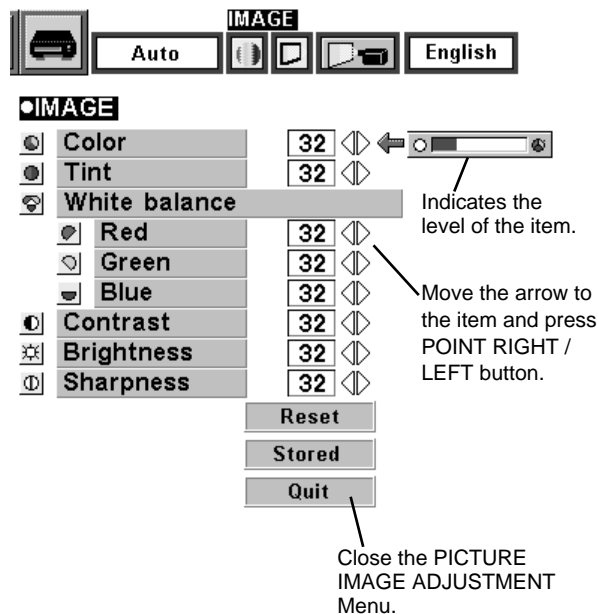 IMAGE
Auto
English
●IMAGE
Color 32
Tint 32
White balance
Red 32
Green 32
Blue 32
Contrast 32
Brightness 32
Sharpness 32
Indicates the
level of the item.
Move the arrow to
the item and press
POINT RIGHT /
LEFT button.
Reset
Stored
Quit
Close the PICTURE
IMAGE ADJUSTMENT
Menu.